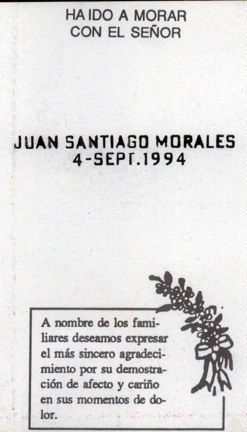 HA IDO A MORAR
CON EL SEÑOR
JUAN SANTIAGO MORALES
4-SEPT.1994
A nombre de los fami-
liares deseamos expresar
el más sincero agradeci-
miento por su demostra-
ción de afecto y cariño
en sus momentos de do-
lor.